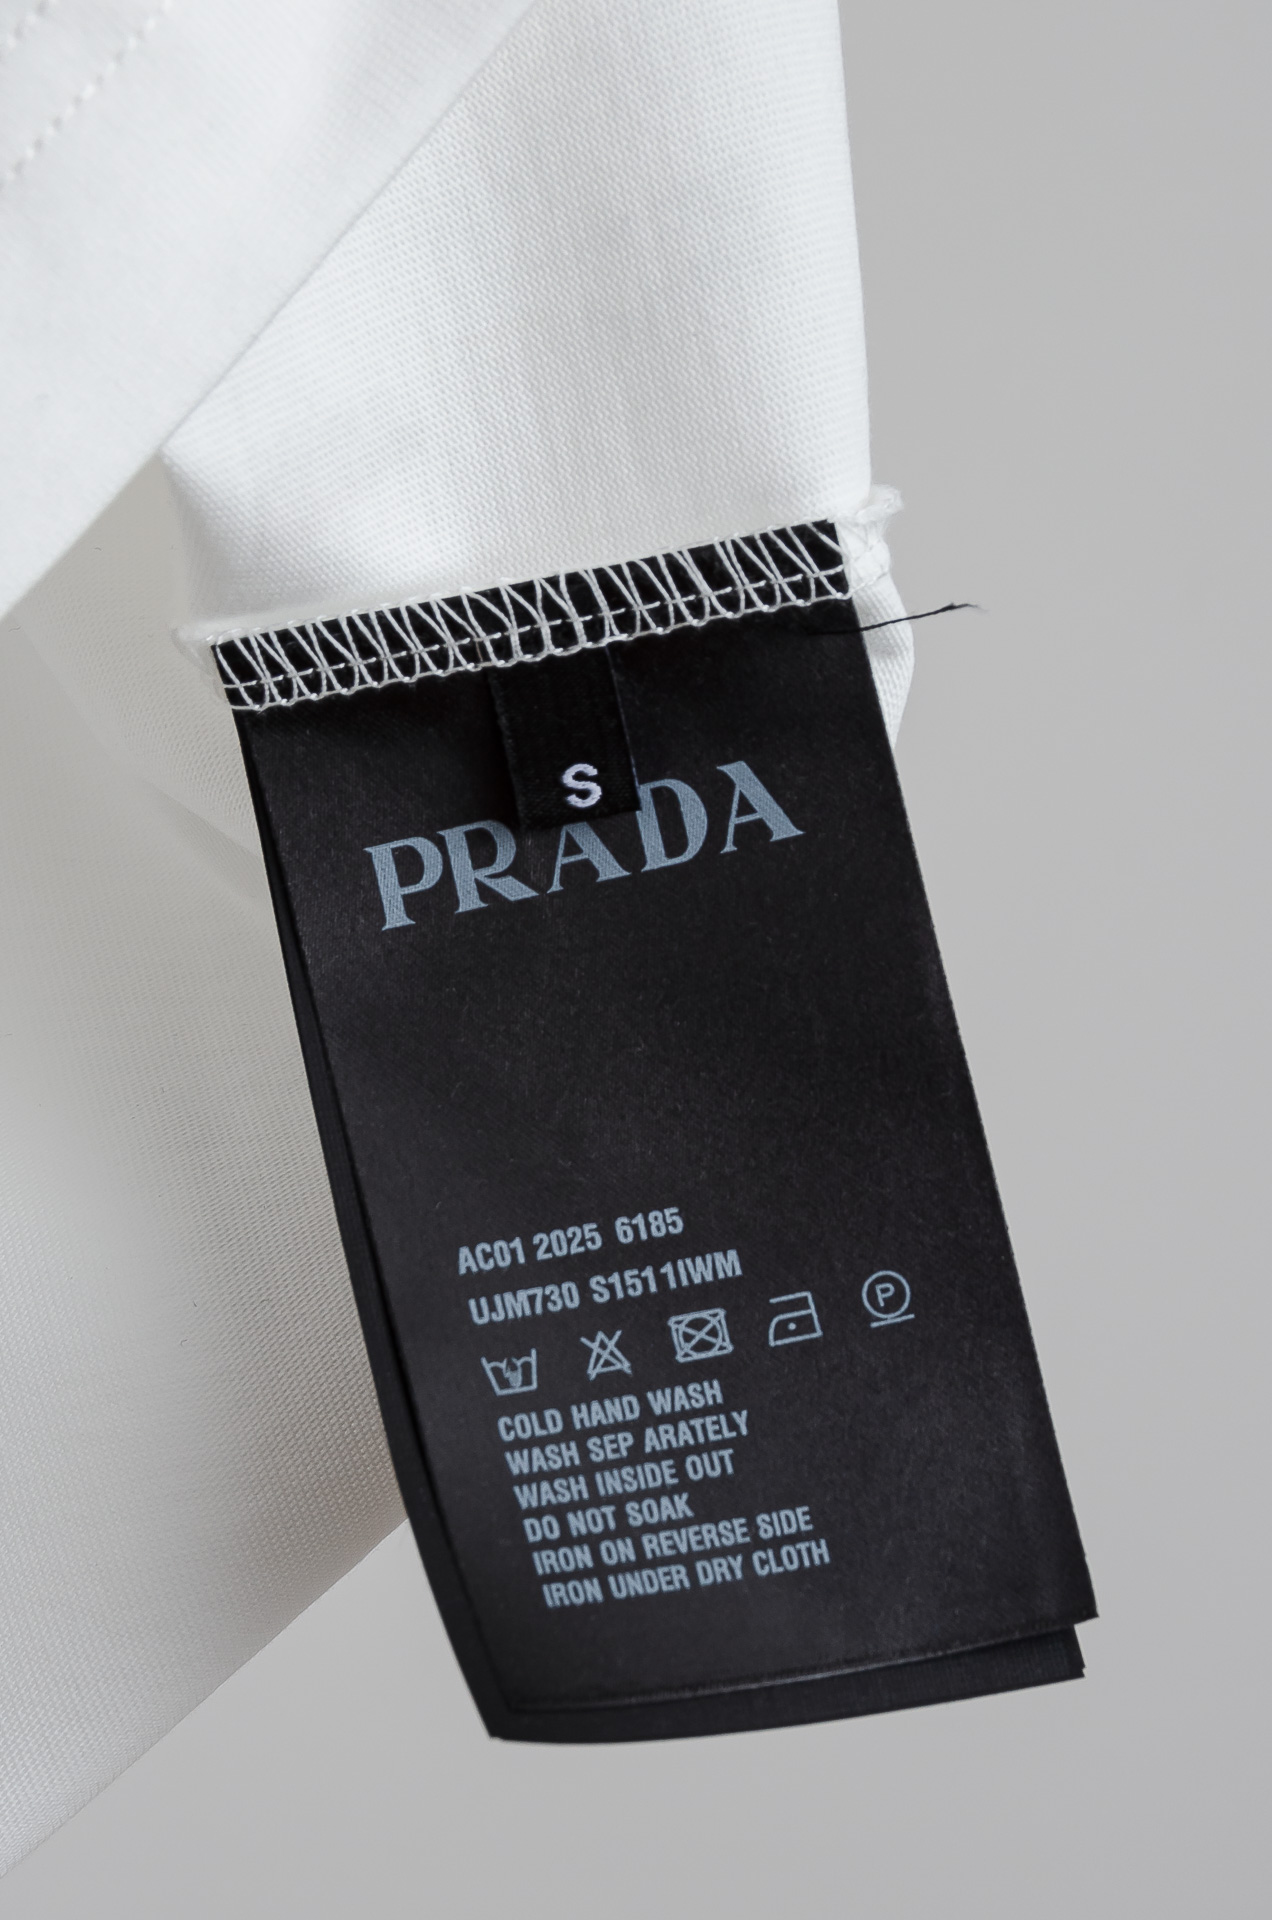 S
PRADA
AC01 2025 6185
UJM730 S1511IWM
P
COLD HAND WASH
WASH SEP ARATELY
WASH INSIDE OUT
DO NOT SOAK
IRON ON REVERSE SIDE
IRON UNDER DRY CLOTH